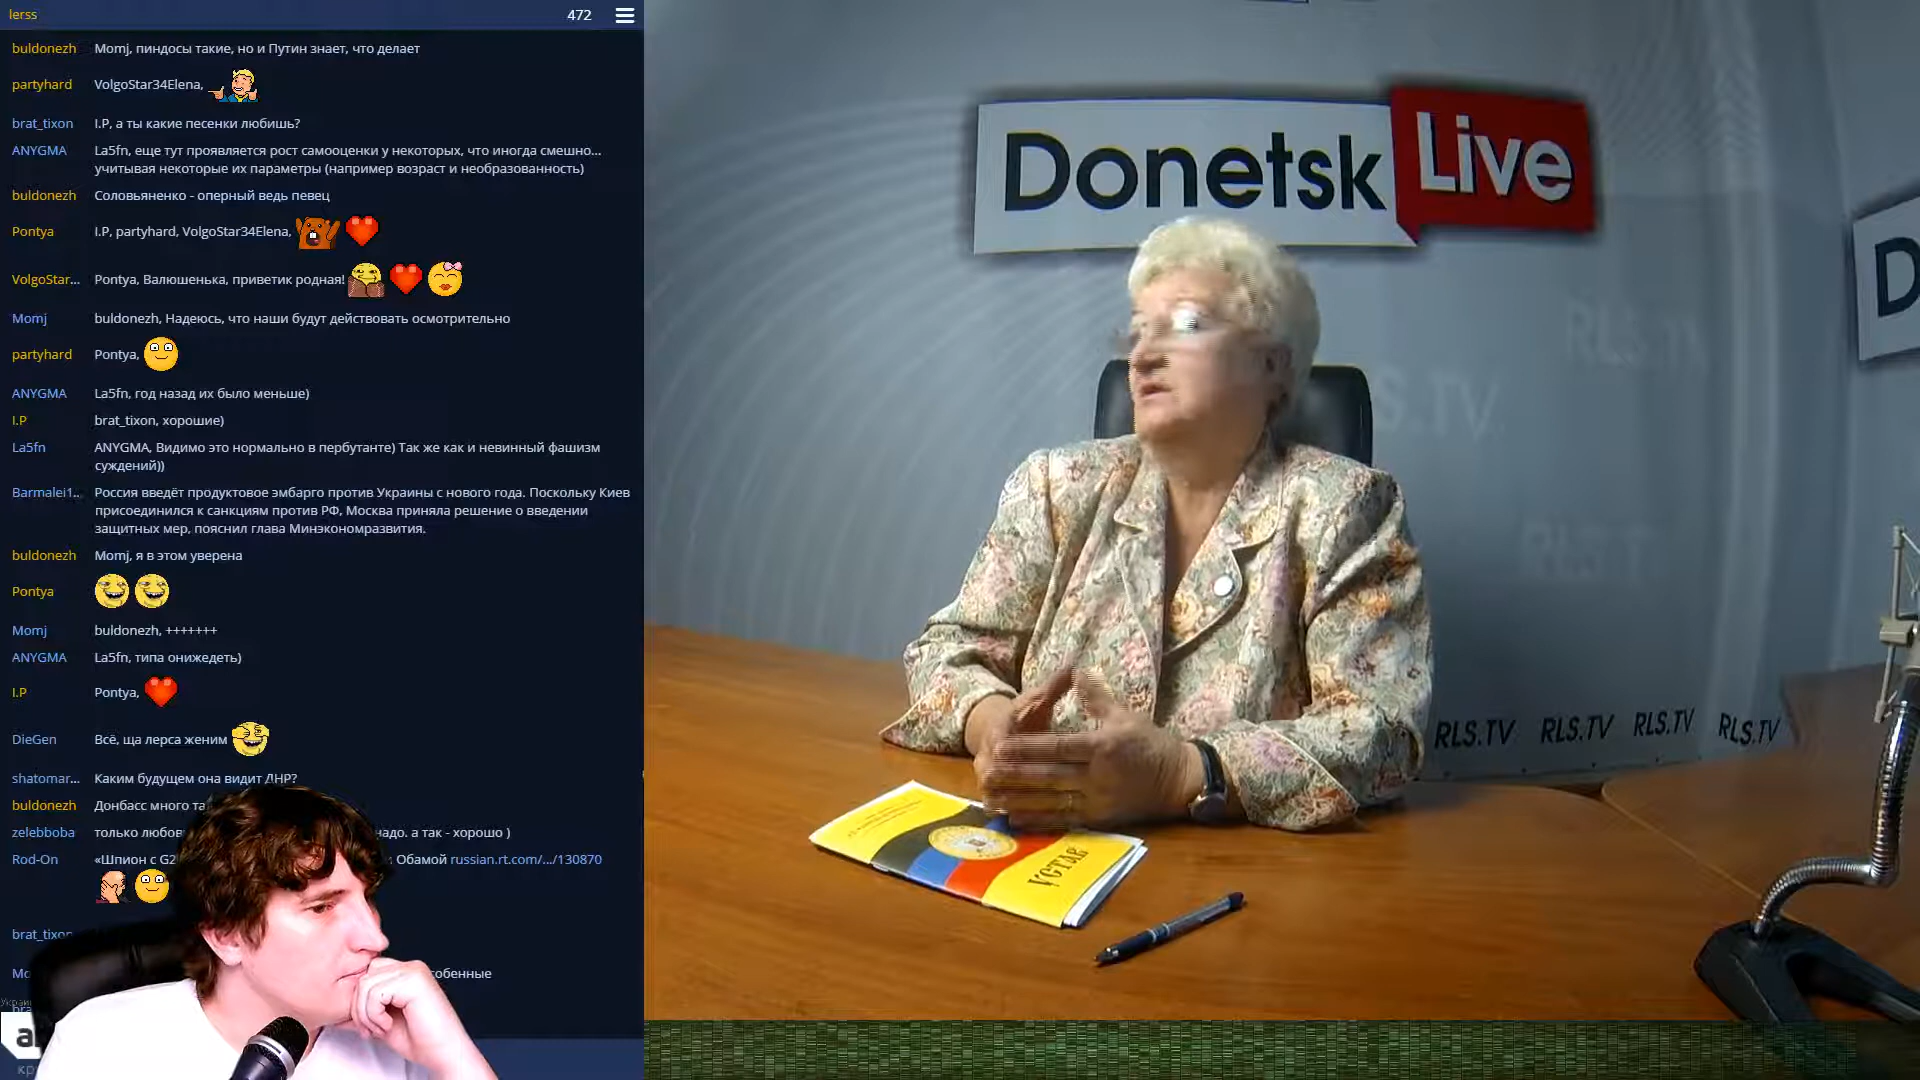 lerss
472
buldonezh Momj, пиндосы такие, но и Путин знает, что делает
partyhard VolgoStar34Elena,
brat_tixon I.P, а ты какие песенки любишь?
ANYGMA La5fn, еще тут проявляется рост самооценки у некоторых, что иногда смешно...
учитывая некоторые их параметры (например возраст и необразованность)
buldonezh Соловьяненко - оперный ведь певец
Pontya I.P, partyhard, VolgoStar34Elena,
VolgoStar... Pontya, Валюшенька, приветик родная!
Momj buldonezh, Надеюсь, что наши будут действовать осмотрительно
partyhard Pontya,
ANYGMA La5fn, год назад их было меньше)
I.P brat_tixon, хорошие)
La5fn ANYGMA, Видимо это нормально в пербутанте) Так же как и невинный фашизм
суждений))
Barmalei1.. Россия введёт продуктовое эмбарго против Украины с нового года. Поскольку Киев
присоединился к санкциям против РФ, Москва приняла решение о введении
защитных мер, пояснил глава Минэкономразвития.
buldonezh Momj, я в этом уверена
Pontya
Momj buldonezh, +++++++
ANYGMA La5fn, типа онижедеть)
I.P Pontya,
DieGen Всё, ща лерса женим
shatomar... Каким будущем она видит ДНР?
buldonezh Донбасс много
zelebboba только надо. а так - хорошо )
Rod-On «Шпион с Обамой russian.rt.com/.../130870
brat_tixon
Donetsk Live
D
RLS.TV
S.TV
RLS.T
RLS.TV RLS.TV RLS.TV RLS.TV
УСТАВ